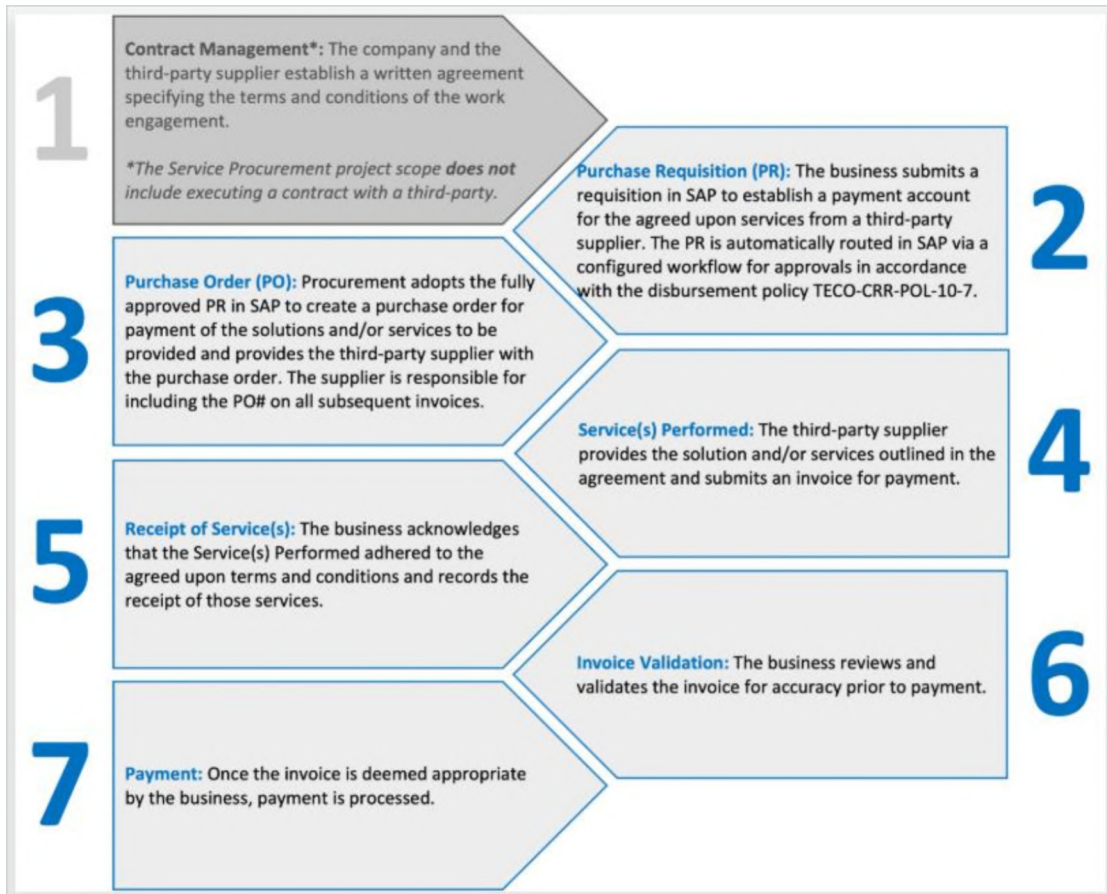 1
Contract Management*: The company and the
third-party supplier establish a written agreement
specifying the terms and conditions of the work
engagement.
*The Service Procurement project scope does not
include executing a contract with a third-party.
2
Purchase Requisition (PR): The business submits a
requisition in SAP to establish a payment account
for the agreed upon services from a third-party
supplier. The PR is automatically routed in SAP via a
configured workflow for approvals in accordance
with the disbursement policy TECO-CRR-POL-10-7.
3
Purchase Order (PO): Procurement adopts the fully
approved PR in SAP to create a purchase order for
payment of the solutions and/or services to be
provided and provides the third-party supplier with
the purchase order. The supplier is responsible for
including the PO# on all subsequent invoices.
4
Service(s) Performed: The third-party supplier
provides the solution and/or services outlined in the
agreement and submits an invoice for payment.
5
Receipt of Service(s): The business acknowledges
that the Service(s) Performed adhered to the
agreed upon terms and conditions and records the
receipt of those services.
6
Invoice Validation: The business reviews and
validates the invoice for accuracy prior to payment.
7
Payment: Once the invoice is deemed appropriate
by the business, payment is processed.